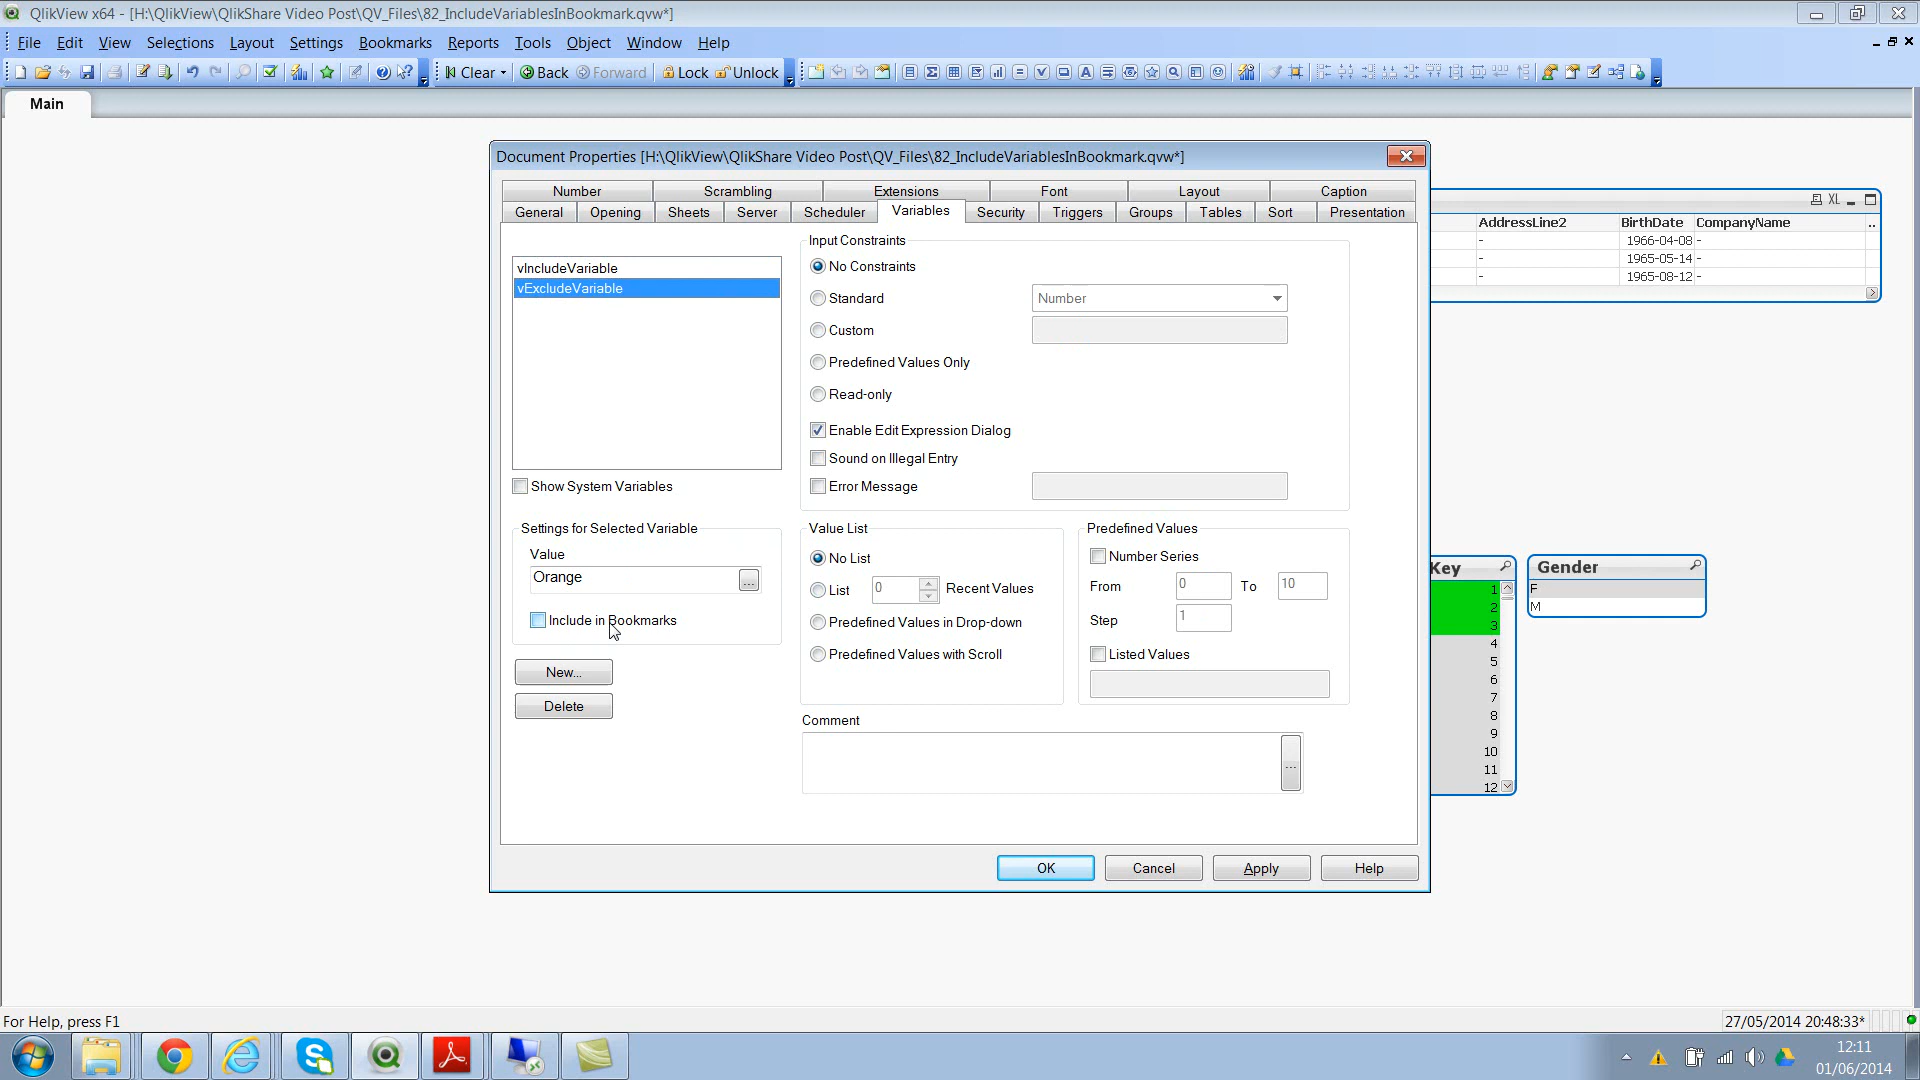 QlikView x64 - [H:\QlikView\QlikShare Video Post\QV_Files\82_IncludeVariablesInBookmark.qvw*]
File Edit View Selections Layout Settings Bookmarks Reports Tools Object Window Help
Clear Back Forward Lock Unlock
Main
Document Properties [H:\QlikView\QlikShare Video Post\QV_Files\82_IncludeVariablesInBookmark.qvw*]
Number Scrambling Extensions Font Layout Caption
General Opening Sheets Server Scheduler Variables Security Triggers Groups Tables Sort Presentation
vIncludeVariable
vExcludeVariable
Show System Variables
Settings for Selected Variable
Value
Orange
...
Include in Bookmarks
New...
Delete
Input Constraints
No Constraints
Standard Number
Custom
Predefined Values Only
Read-only
Enable Edit Expression Dialog
Sound on Illegal Entry
Error Message
Value List
No List
List 0 Recent Values
Predefined Values in Drop-down
Predefined Values with Scroll
Predefined Values
Number Series
From 0 To 10
Step 1
Listed Values
Comment
...
OK Cancel Apply Help
XL
AddressLine2 BirthDate CompanyName ..
- 1966-04-08 -
- 1965-05-14 -
- 1965-08-12 -
Key
1
2
3
4
5
6
7
8
9
10
11
12
Gender
F
M
For Help, press F1
27/05/2014 20:48:33*
12:11
01/06/2014